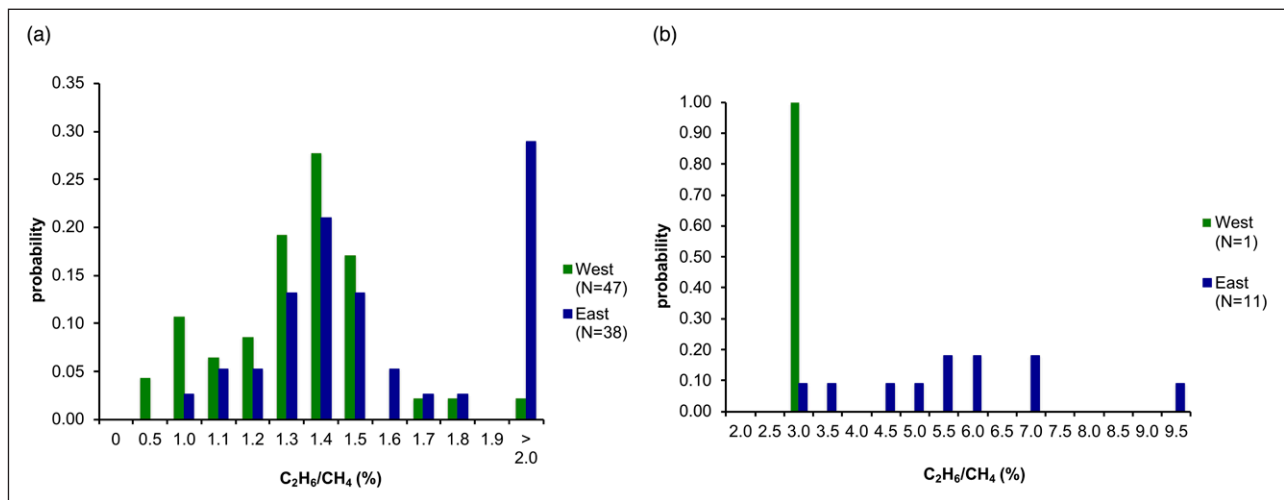 (a)
0.35
0.30
0.25
0.20
0.15
0.10
0.05
0.00
probability
0 0.5 1.0 1.1 1.2 1.3 1.4 1.5 1.6 1.7 1.8 1.9 >
2.0
C₂H₆/CH₄ (%)
West
(N=47)
East
(N=38)
(b)
1.00
0.90
0.80
0.70
0.60
0.50
0.40
0.30
0.20
0.10
0.00
probability
2.0 2.5 3.0 3.5 4.0 4.5 5.0 5.5 6.0 6.5 7.0 7.5 8.0 8.5 9.0 9.5
C₂H₆/CH₄ (%)
West
(N=1)
East
(N=11)